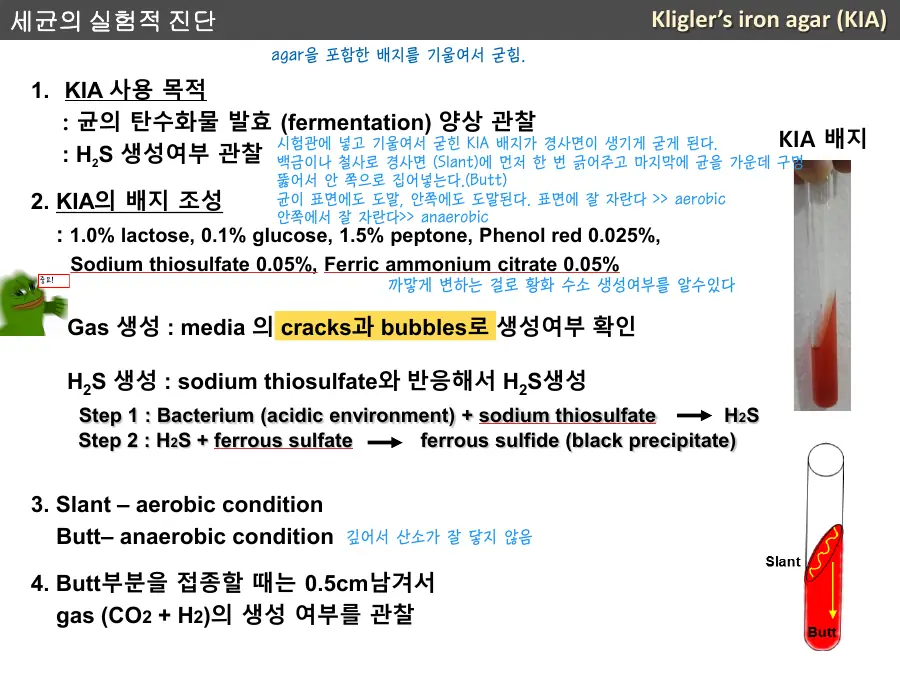 세균의 실험적 진단
Kligler's iron agar (KIA)
agar을 포함한 배지를 기울여서 굳힘.
1. KIA 사용 목적
: 균의 탄수화물 발효 (fermentation) 양상 관찰
: H2S 생성여부 관찰
시험관에 넣고 기울여서 굳힌 KIA 배지가 경사면이 생기게 굳게 된다.
백금이나 철사로 경사면 (Slant)에 먼저 한 번 긁어주고 마지막에 균을 가운데 구멍
뚫어서 안 쪽으로 집어넣는다.(Butt)
균이 표면에도 도말, 안쪽에도 도말된다. 표면에 잘 자란다 >> aerobic
안쪽에서 잘 자란다>> anaerobic
KIA 배지
2. KIA의 배지 조성
: 1.0% lactose, 0.1% glucose, 1.5% peptone, Phenol red 0.025%,
Sodium thiosulfate 0.05%, Ferric ammonium citrate 0.05%
까맣게 변하는 걸로 황화 수소 생성여부를 알수있다
중요!
Gas 생성 : media 의 cracks과 bubbles로 생성여부 확인
H2S 생성 : sodium thiosulfate와 반응해서 H2S생성
Step 1 : Bacterium (acidic environment) + sodium thiosulfate → H2S
Step 2 : H2S + ferrous sulfate → ferrous sulfide (black precipitate)
3. Slant – aerobic condition
Butt– anaerobic condition 깊어서 산소가 잘 닿지 않음
4. Butt부분을 접종할 때는 0.5cm남겨서
gas (CO2 + H2)의 생성 여부를 관찰
Slant
Butt